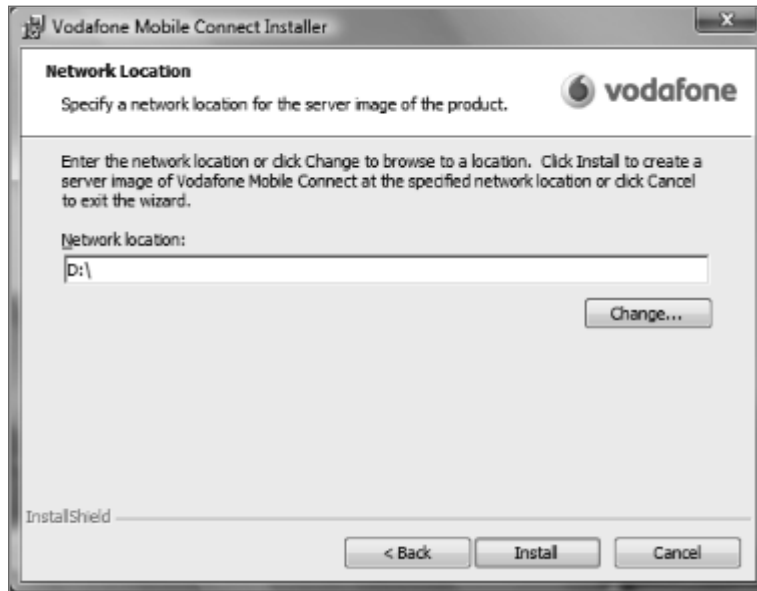 Vodafone Mobile Connect Installer
x
Network Location
Specify a network location for the server image of the product.
vodafone
Enter the network location or click Change to browse to a location. Click Install to create a
server image of Vodafone Mobile Connect at the specified network location or click Cancel
to exit the wizard.
Network location:
D:\
Change...
InstallShield
< Back
Install
Cancel